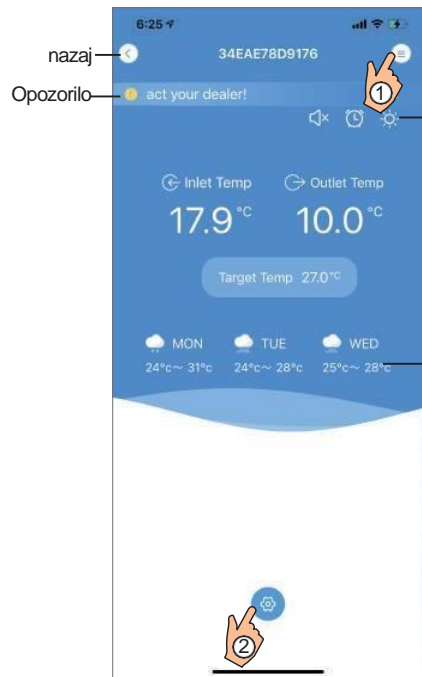 6:25
nazaj
34EAE78D9176
Opozorilo
act your dealer!
1
Inlet Temp Outlet Temp
17.9 °C 10.0 °C
Target Temp 27.0°C
MON TUE WED
24°c~ 31°c 24°c~ 28°c 25°c~ 28°c
2